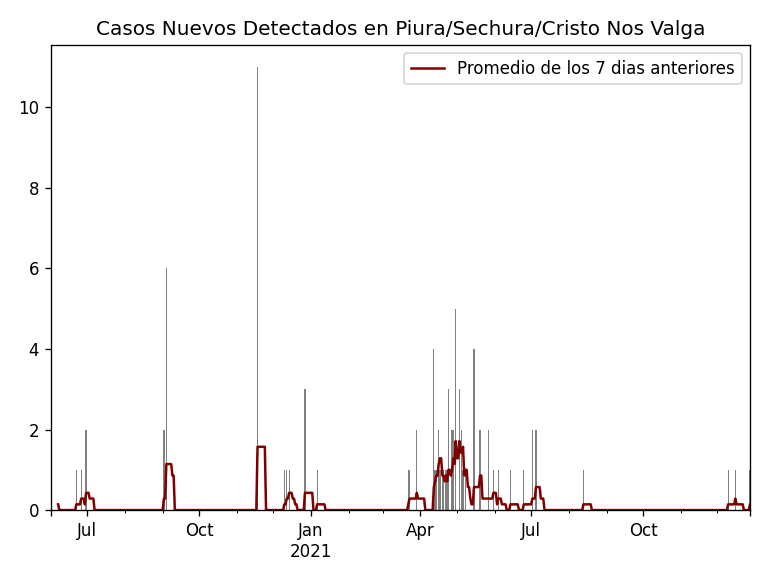 Casos Nuevos Detectados en Piura/Sechura/Cristo Nos Valga
Promedio de los 7 dias anteriores
10
8
6
4
2
0
Jul Oct Jan Apr Jul Oct
2021